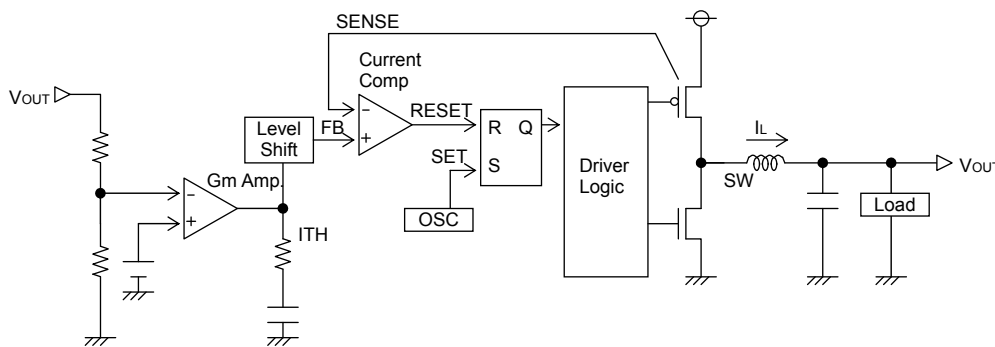 SENSE
Current
Comp
VOUT
Level
Shift
FB
RESET
R Q
S
SET
OSC
Gm Amp.
ITH
Driver
Logic
IL
SW
VOUT
Load
- +
- +